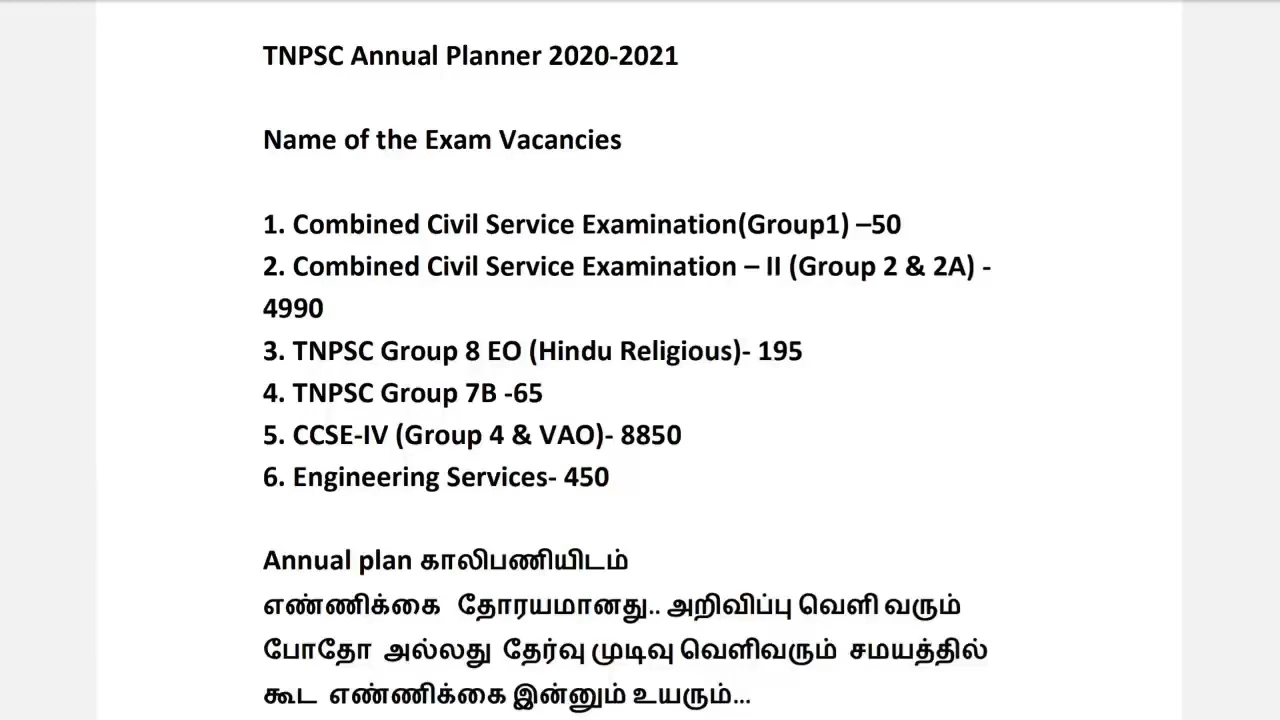 TNPSC Annual Planner 2020-2021
Name of the Exam Vacancies
1. Combined Civil Service Examination(Group1) –50
2. Combined Civil Service Examination – II (Group 2 & 2A) -
4990
3. TNPSC Group 8 EO (Hindu Religious)- 195
4. TNPSC Group 7B -65
5. CCSE-IV (Group 4 & VAO)- 8850
6. Engineering Services- 450
Annual plan காலிபணியிடம்
எண்ணிக்கை தோரயமானது.. அறிவிப்பு வெளி வரும்
போதோ அல்லது தேர்வு முடிவு வெளிவரும் சமயத்தில்
கூட எண்ணிக்கை இன்னும் உயரும்...